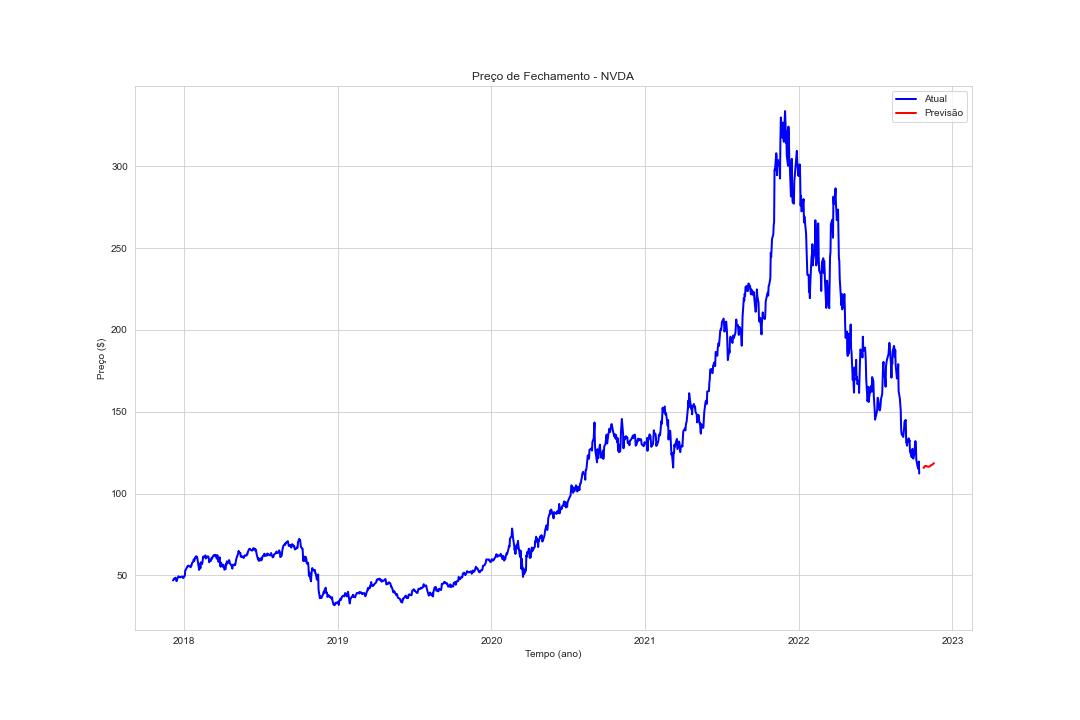 Preço de Fechamento - NVDA
Atual
Previsão
300
250
200
150
100
50
Preço ($)
2018 2019 2020 2021 2022 2023
Tempo (ano)